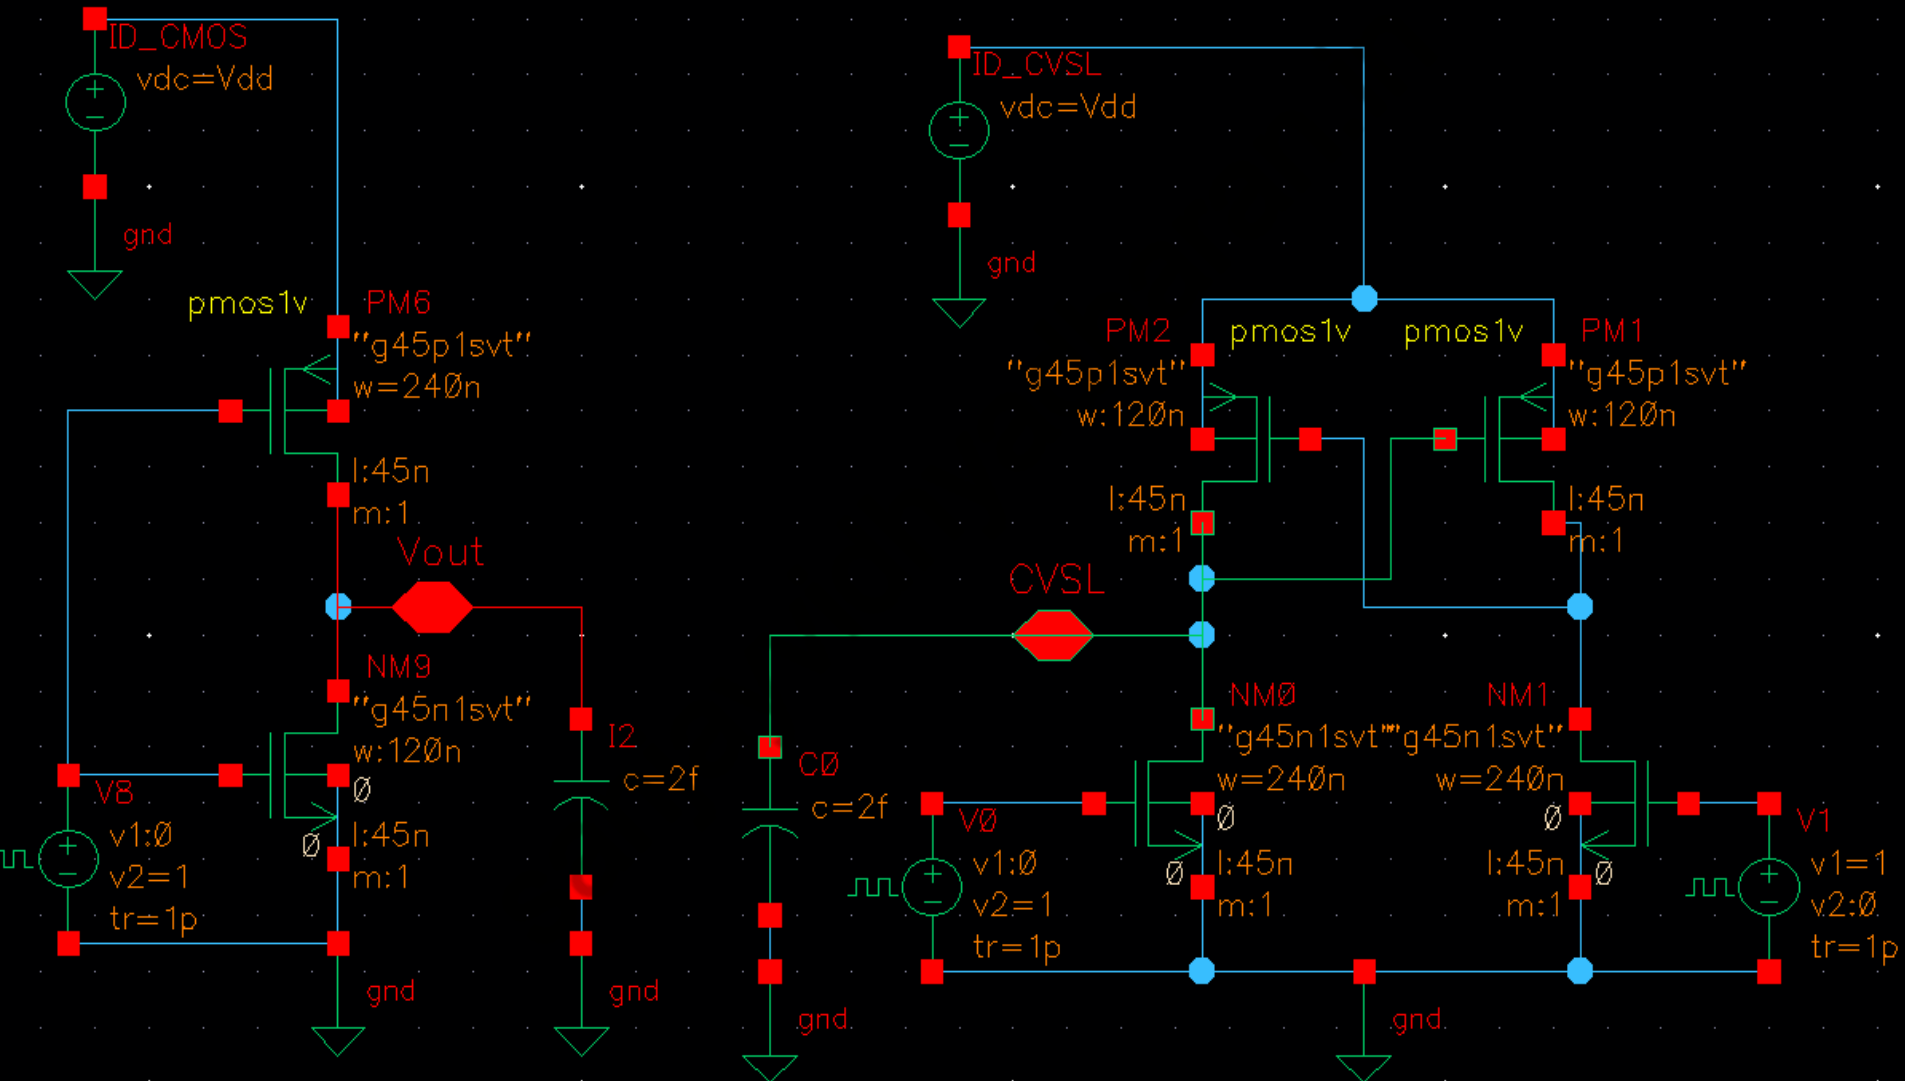 ID_CMOS
vdc=Vdd
gnd
pmos1v
PM6
"g45p1svt"
w=240n
l:45n
m:1
Vout
NM9
"g45n1svt"
w:120n
0
0
l:45n
m:1
V8
v1:0
v2=1
tr=1p
gnd
I2
c=2f
gnd
ID_CVSL
vdc=Vdd
gnd
PM2
pmos1v
"g45p1svt"
w:120n
l:45n
m:1
pmos1v
PM1
"g45p1svt"
w:120n
l:45n
m:1
CVSL
C0
c=2f
gnd
V0
v1:0
v2=1
tr=1p
NM0
"g45n1svt"
w=240n
0
0
l:45n
m:1
NM1
"g45n1svt"
w=240n
0
0
l:45n
m:1
V1
v1=1
v2:0
tr=1p
gnd